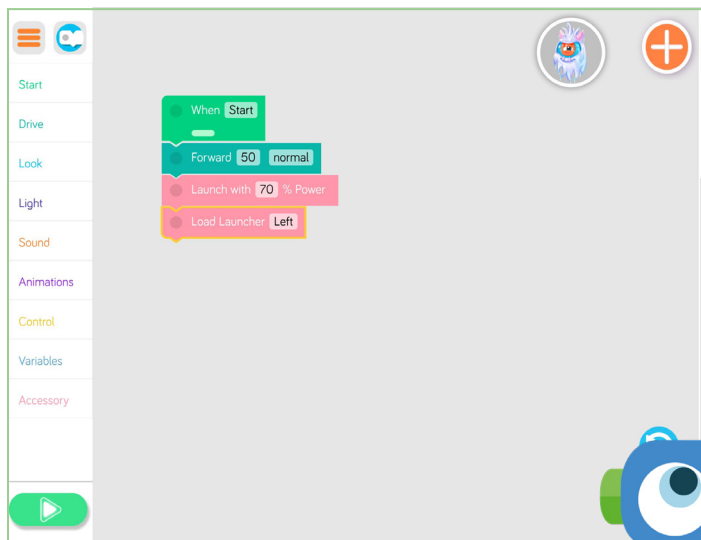 Start
Drive
Look
Light
Sound
Animations
Control
Variables
Accessory
When Start
Forward 50 normal
Launch with 70 % Power
Load Launcher Left